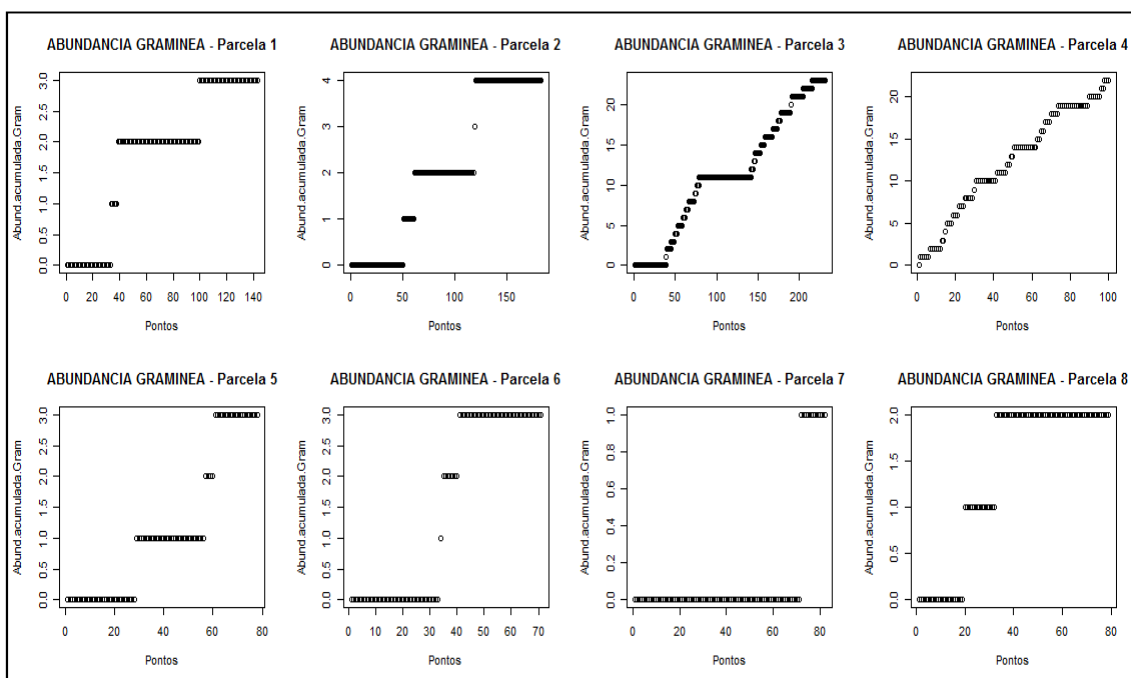 ABUNDANCIA GRAMINEA - Parcela 1
Abund.acumulada.Gram
0.0 0.5 1.0 1.5 2.0 2.5 3.0
0 20 40 60 80 100 140
Pontos
ABUNDANCIA GRAMINEA - Parcela 2
Abund.acumulada.Gram
0 1 2 3 4
0 50 100 150
Pontos
ABUNDANCIA GRAMINEA - Parcela 3
Abund.acumulada.Gram
0 5 10 15 20
0 50 100 150 200
Pontos
ABUNDANCIA GRAMINEA - Parcela 4
Abund.acumulada.Gram
0 5 10 15 20
0 20 40 60 80 100
Pontos
ABUNDANCIA GRAMINEA - Parcela 5
Abund.acumulada.Gram
0.0 0.5 1.0 1.5 2.0 2.5 3.0
0 20 40 60 80
Pontos
ABUNDANCIA GRAMINEA - Parcela 6
Abund.acumulada.Gram
0.0 0.5 1.0 1.5 2.0 2.5 3.0
0 10 20 30 40 50 60 70
Pontos
ABUNDANCIA GRAMINEA - Parcela 7
Abund.acumulada.Gram
0.0 0.2 0.4 0.6 0.8 1.0
0 20 40 60 80
Pontos
ABUNDANCIA GRAMINEA - Parcela 8
Abund.acumulada.Gram
0.0 0.5 1.0 1.5 2.0
0 20 40 60 80
Pontos